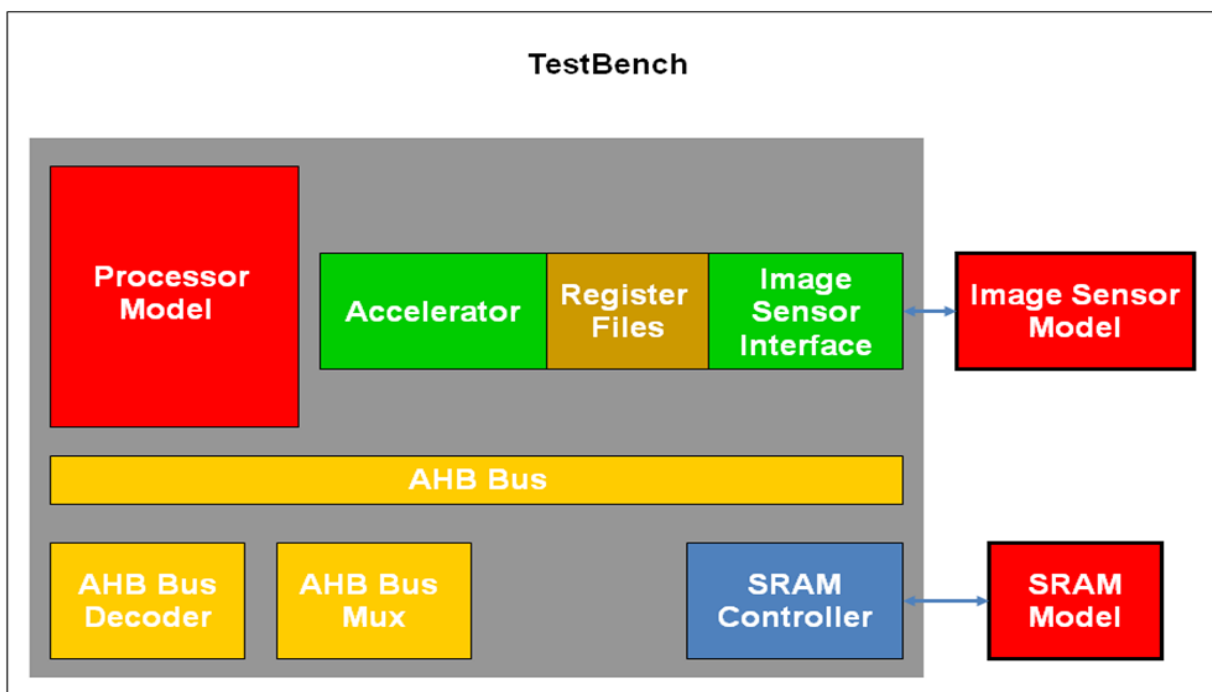 TestBench
Processor
Model
Accelerator
Register
Files
Image
Sensor
Interface
Image Sensor
Model
AHB Bus
AHB Bus
Decoder
AHB Bus
Mux
SRAM
Controller
SRAM
Model